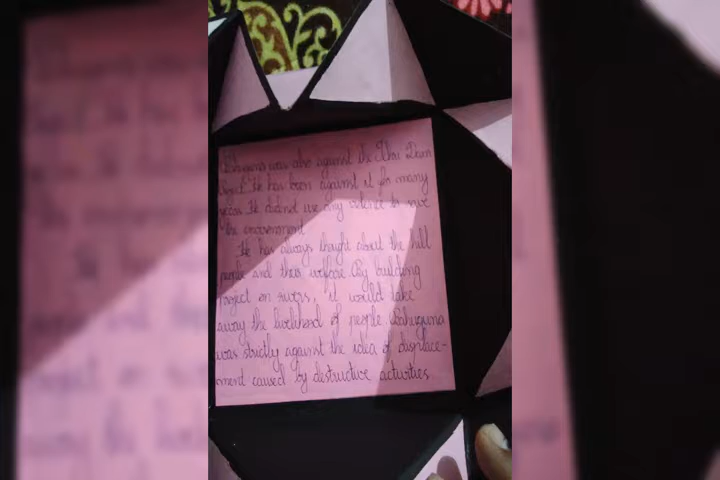 Bahuguna was also against the Tehri Dam
Project. He has been against it for many
years. He did not use any violence to save
the environment.
He has always thought about the hill
people and their welfare. By building
project on rivers, it would take
away the livelihood of people. Bahuguna
was strictly against the idea of displace-
ment caused by destructive activities.